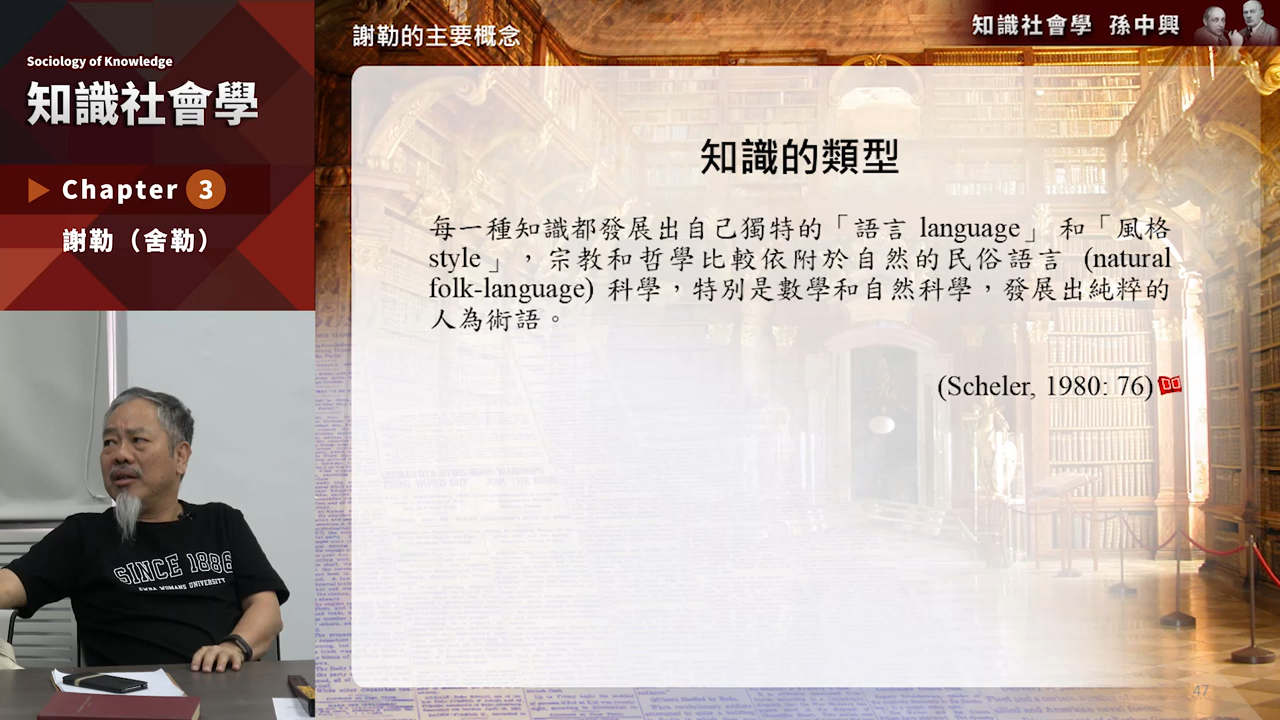 Sociology of Knowledge
知識社會學
Chapter 3
謝勒（舍勒）
謝勒的主要概念
知識社會學 孫中興
知識的類型
每一種知識都發展出自己獨特的「語言 language」和「風格
style」，宗教和哲學比較依附於自然的民俗語言 (natural
folk-language) 科學，特別是數學和自然科學，發展出純粹的
人為術語。
(Scheler, 1980: 76)
SINCE 1886
EWHA WOMANS UNIVERSITY
47